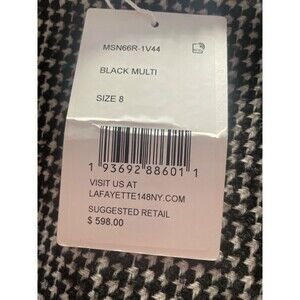 MSN66R-1V44
BLACK MULTI
SIZE 8
1 93692 88601 1
VISIT US AT
LAFAYETTE148NY.COM
SUGGESTED RETAIL
$ 598.00